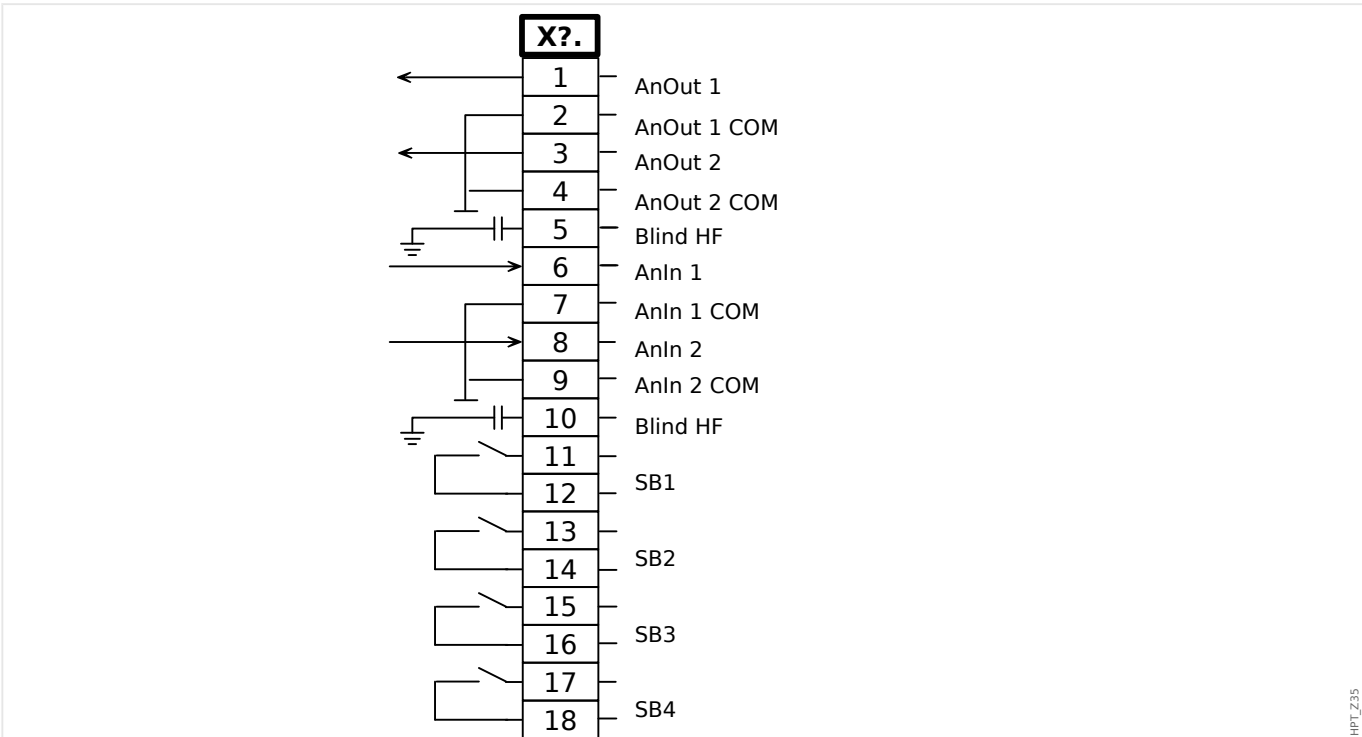 X?.
1 AnOut 1
2 AnOut 1 COM
3 AnOut 2
4 AnOut 2 COM
5 Blind HF
6 AnIn 1
7 AnIn 1 COM
8 AnIn 2
9 AnIn 2 COM
10 Blind HF
11
SB1
12
13
SB2
14
15
SB3
16
17
SB4
18
HPT_Z35